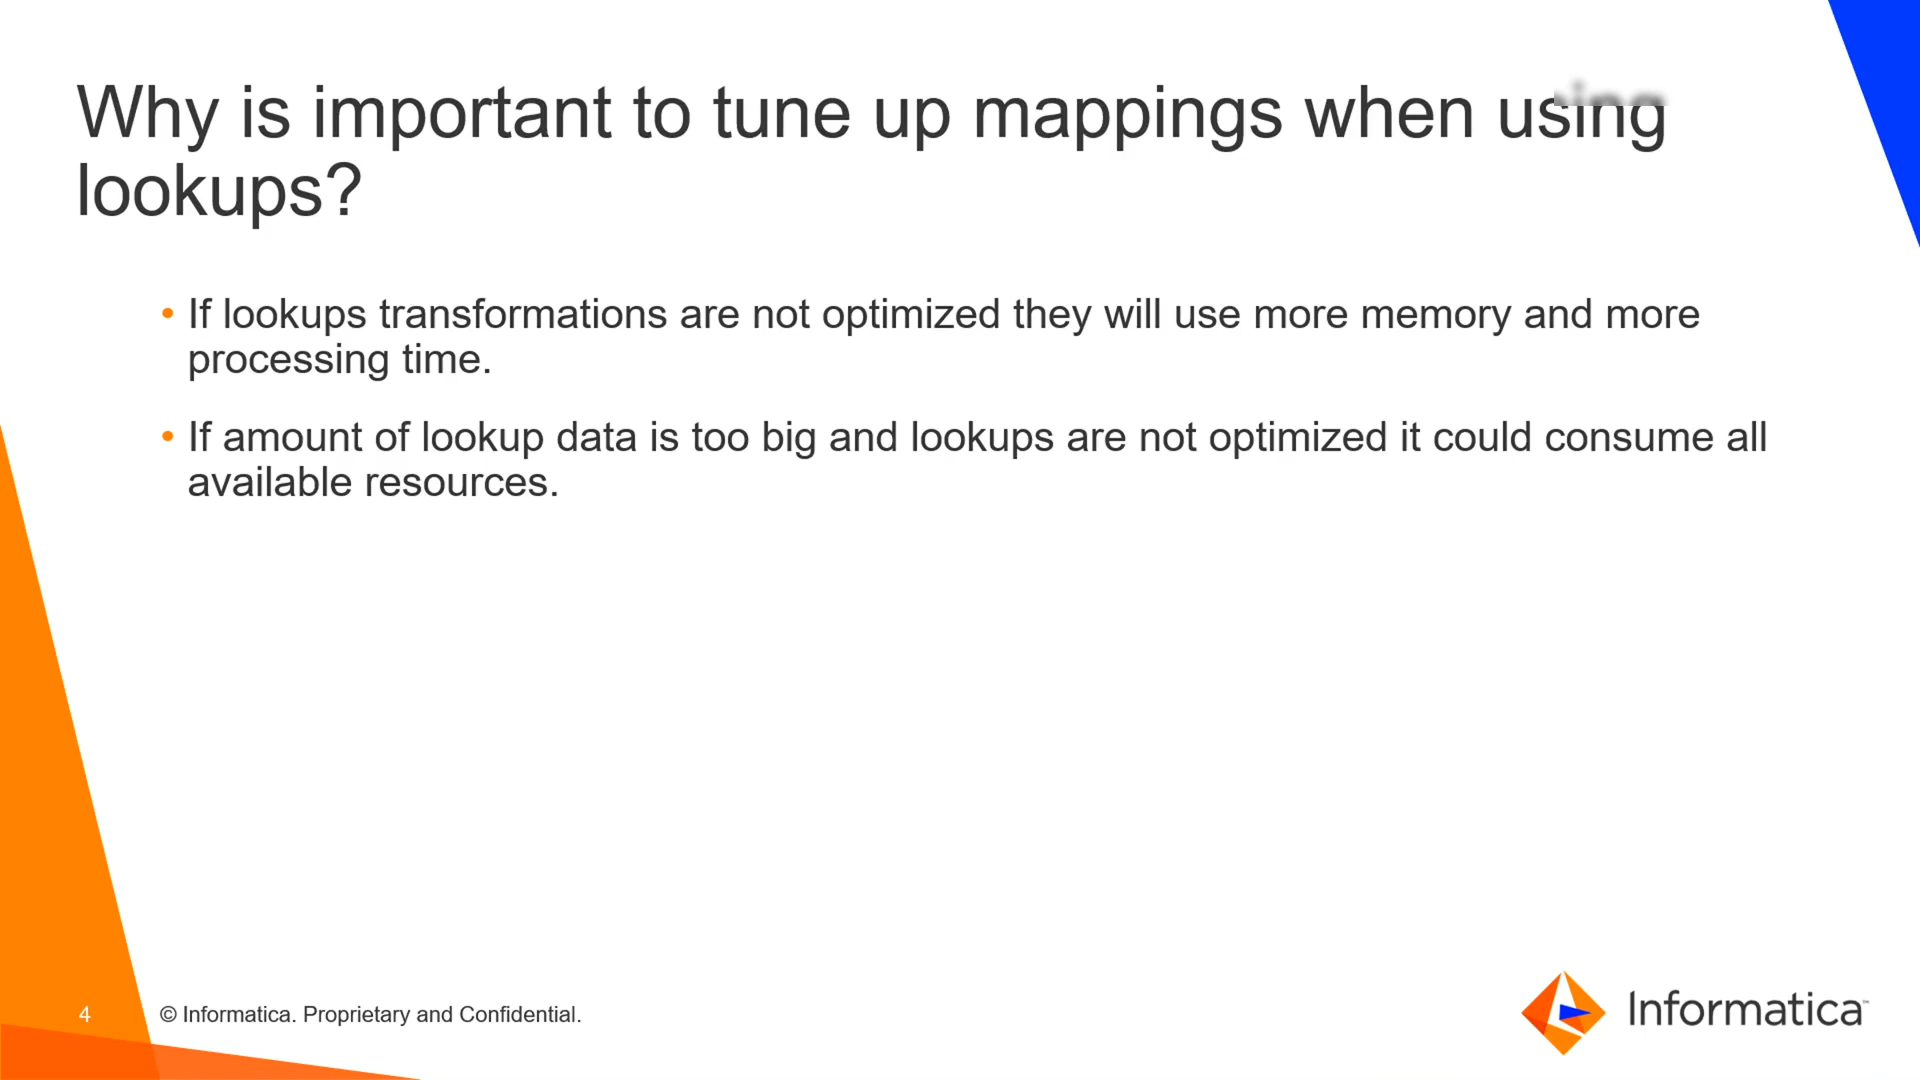 Why is important to tune up mappings when using
lookups?
• If lookups transformations are not optimized they will use more memory and more
processing time.
• If amount of lookup data is too big and lookups are not optimized it could consume all
available resources.
4
© Informatica. Proprietary and Confidential.
Informatica™